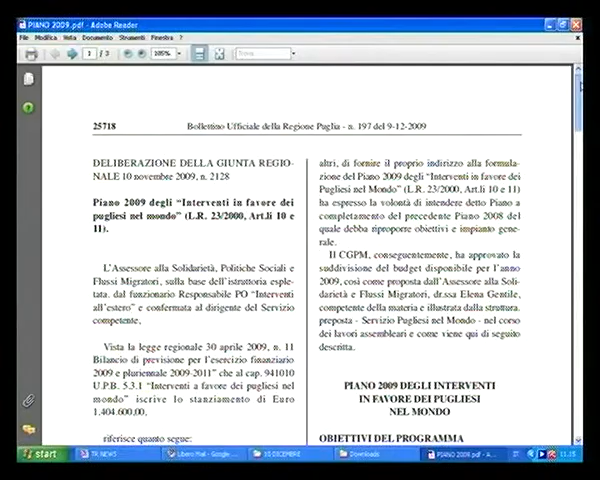 PIANO 2009.pdf - Adobe Reader
File Modifica Vista Documento Strumenti Finestra ?
1 / 3 105%
Trova
25718 Bollettino Ufficiale della Regione Puglia - n. 197 del 9-12-2009
DELIBERAZIONE DELLA GIUNTA REGIO-
NALE 10 novembre 2009, n. 2128
Piano 2009 degli “Interventi in favore dei
pugliesi nel mondo” (L.R. 23/2000, Art.li 10 e
11).
L’Assessore alla Solidarietà, Politiche Sociali e
Flussi Migratori, sulla base dell’istruttoria esple-
tata. dal funzionario Responsabile PO “Interventi
all’estero” e confermata al dirigente del Servizio
competente,
Vista la legge regionale 30 aprile 2009, n. 11
Bilancio di previsione per l’esercizio finanziario
2009 e pluriennale 2009-2011” che al cap. 941010
U.P.B. 5.3.1 “Interventi a favore dei pugliesi nel
mondo” iscrive lo stanziamento di Euro
1.404.600,00,
riferisce quanto segue:
altri, di fornire il proprio indirizzo alla formula-
zione del Piano 2009 degli “Interventi in favore dei
Pugliesi nel Mondo” (L.R. 23/2000, Art.li 10 e 11)
ha espresso la volontà di intendere detto Piano a
completamento del precedente Piano 2008 del
quale debba riproporre obiettivi e impianto gene-
rale.
Il CGPM, conseguentemente, ha approvato la
suddivisione del budget disponibile per l’anno
2009, così come proposta dall’Assessore alla Soli-
darietà e Flussi Migratori, dr.ssa Elena Gentile,
competente della materia e illustrata dalla struttura.
preposta - Servizio Pugliesi nel Mondo - nel corso
dei lavori assembleari e come viene qui di seguito
descritta.
PIANO 2009 DEGLI INTERVENTI
IN FAVORE DEI PUGLIESI
NEL MONDO
OBIETTIVI DEL PROGRAMMA
start TR NEWS Libero Mail - Google ... 10 DICEMBRE Downloads PIANO 2009.pdf - A... IT 11.15